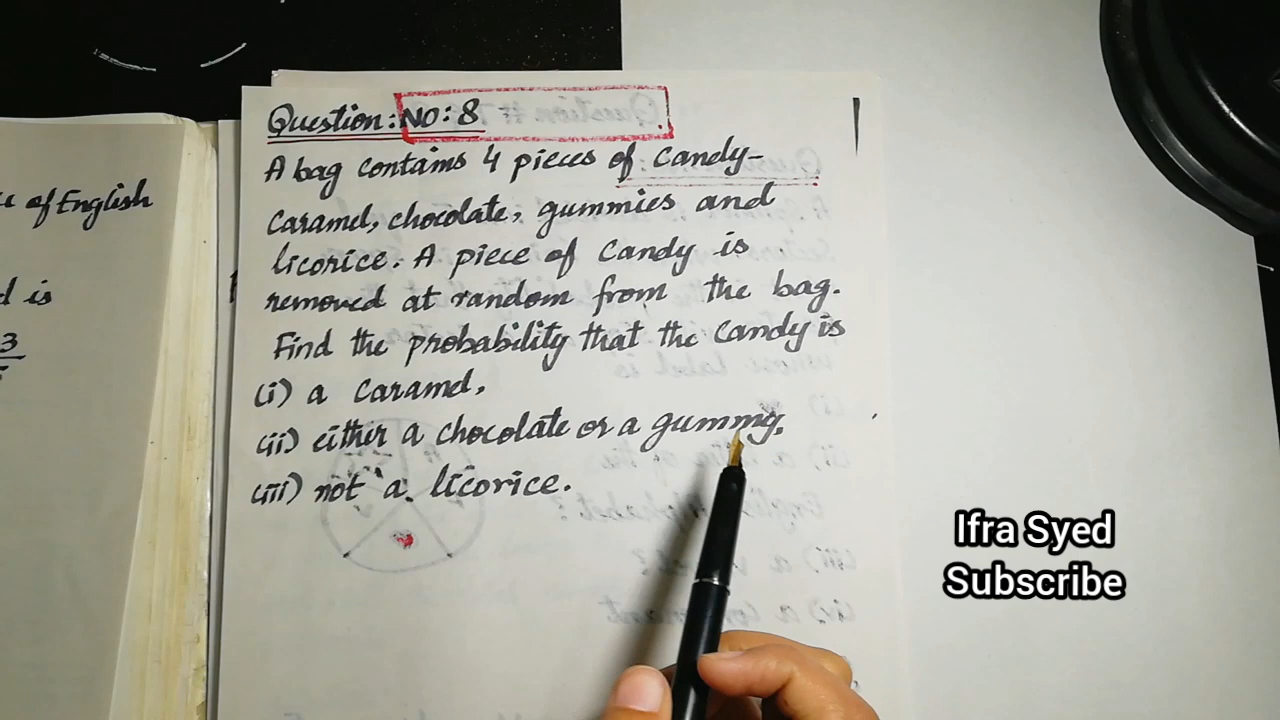 Question: NO: 8
A bag contains 4 pieces of candy-
Caramel, chocolate, gummies and
licorice. A piece of Candy is
removed at random from the bag.
Find the probability that the Candy is
(i) a Caramel,
(ii) either a chocolate or a gummy,
(iii) not a licorice.
of English
d is
3
Ifra Syed
Subscribe